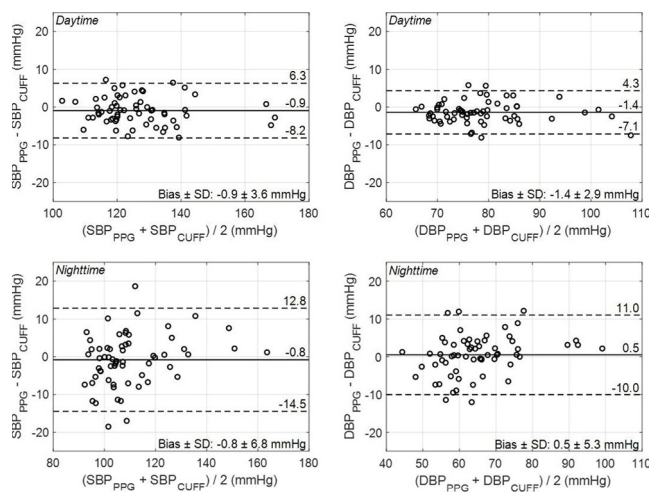 Daytime
SBP_PPG - SBP_CUFF (mmHg)
20
10
0
-10
-20
6.3
-0.9
-8.2
Bias ± SD: -0.9 ± 3.6 mmHg
100 120 140 160 180
(SBP_PPG + SBP_CUFF) / 2 (mmHg)
Daytime
DBP_PPG - DBP_CUFF (mmHg)
20
10
0
-10
-20
4.3
-1.4
-7.1
Bias ± SD: -1.4 ± 2.9 mmHg
60 70 80 90 100 110
(DBP_PPG + DBP_CUFF) / 2 (mmHg)
Nighttime
SBP_PPG - SBP_CUFF (mmHg)
20
10
0
-10
-20
12.8
-0.8
-14.5
Bias ± SD: -0.8 ± 6.8 mmHg
80 100 120 140 160 180
(SBP_PPG + SBP_CUFF) / 2 (mmHg)
Nighttime
DBP_PPG - DBP_CUFF (mmHg)
20
10
0
-10
-20
11.0
0.5
-10.0
Bias ± SD: 0.5 ± 5.3 mmHg
40 50 60 70 80 90 100 110
(DBP_PPG + DBP_CUFF) / 2 (mmHg)